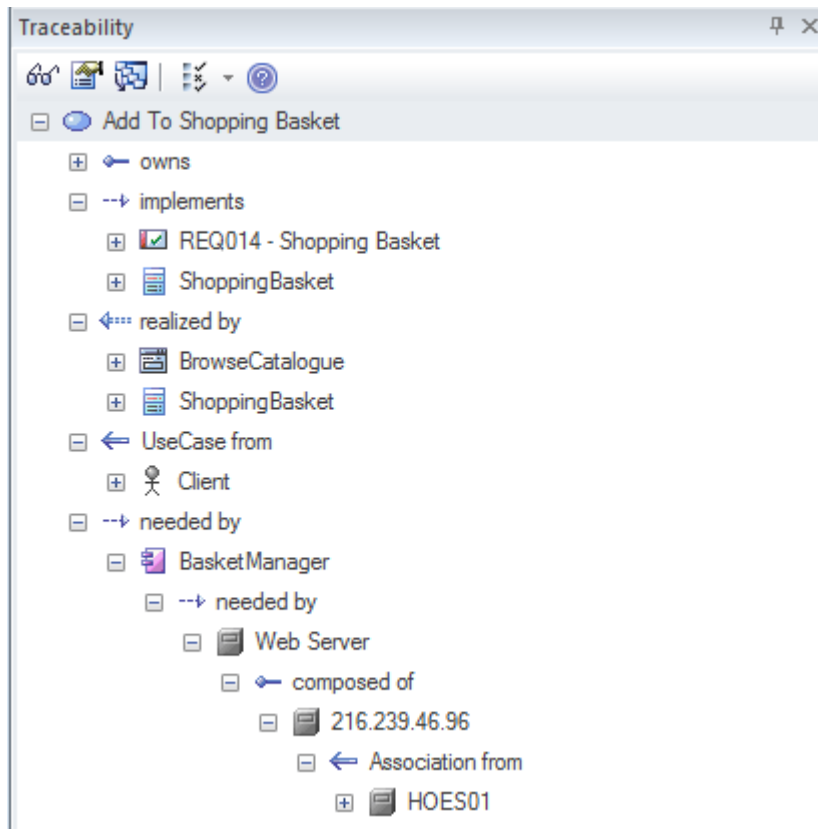 Traceability
Add To Shopping Basket
owns
implements
REQ014 - Shopping Basket
ShoppingBasket
realized by
BrowseCatalogue
ShoppingBasket
UseCase from
Client
needed by
BasketManager
needed by
Web Server
composed of
216.239.46.96
Association from
HOES01